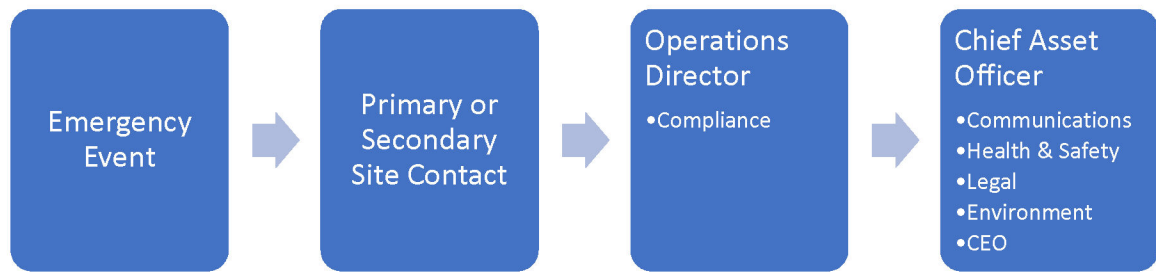 Emergency
Event
Primary or
Secondary
Site Contact
Operations
Director
•Compliance
Chief Asset
Officer
•Communications
•Health & Safety
•Legal
•Environment
•CEO